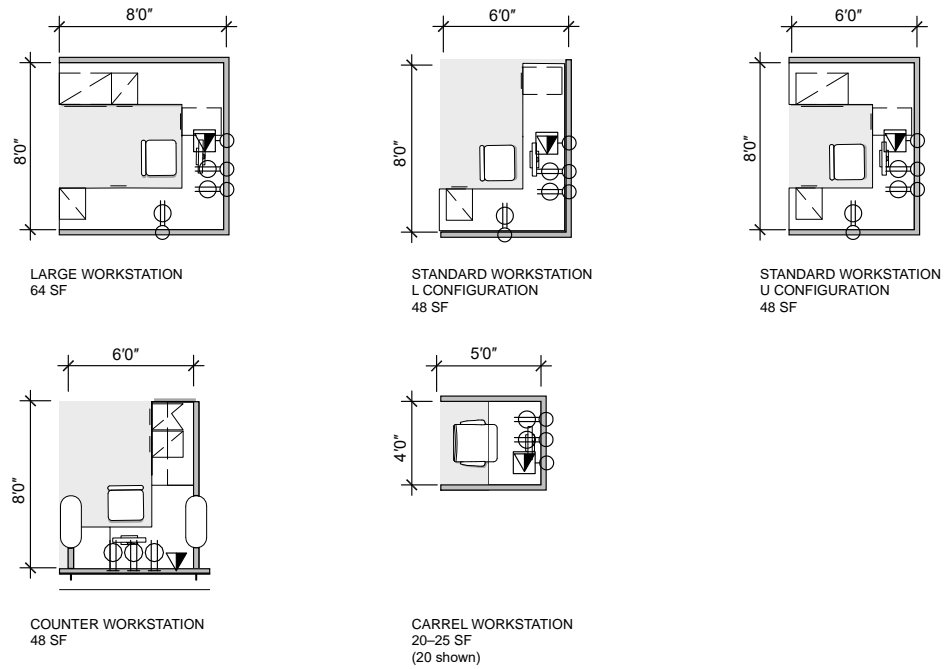 8′0″
6′0″
6′0″
8′0″
8′0″
8′0″
LARGE WORKSTATION
64 SF
STANDARD WORKSTATION
L CONFIGURATION
48 SF
STANDARD WORKSTATION
U CONFIGURATION
48 SF
6′0″
5′0″
8′0″
4′0″
COUNTER WORKSTATION
48 SF
CARREL WORKSTATION
20–25 SF
(20 shown)